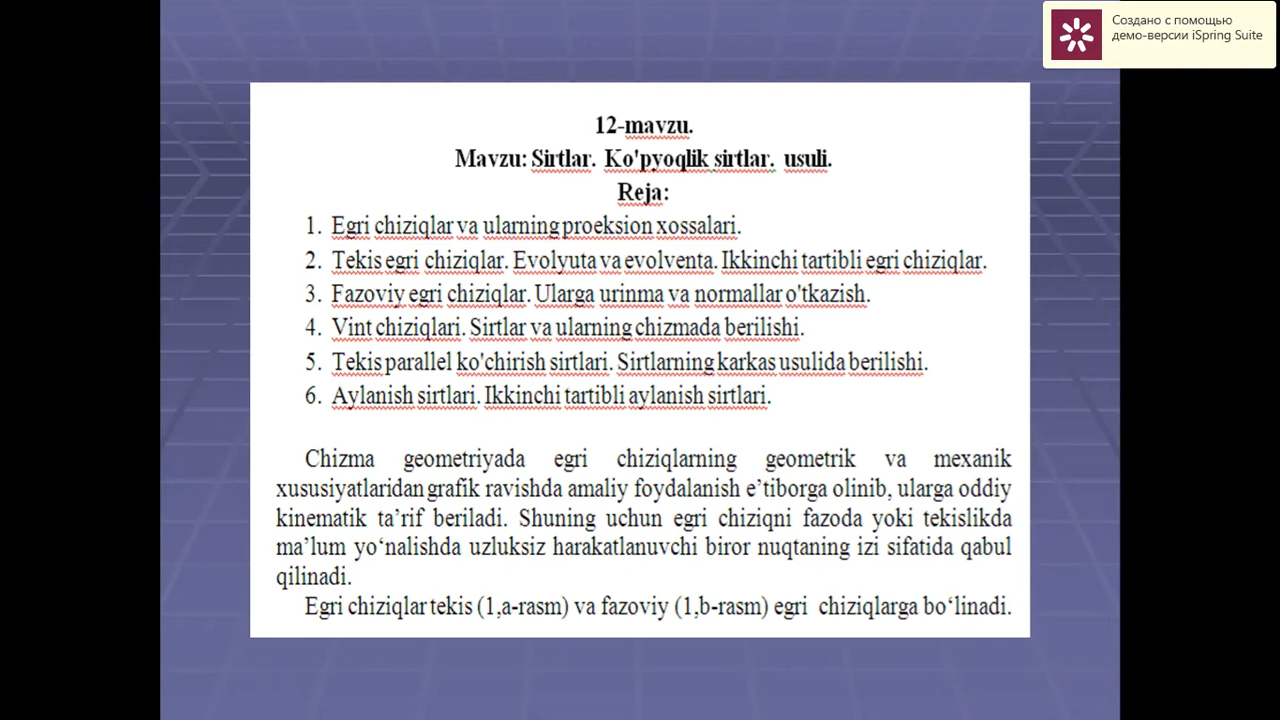 Создано с помощью
демо-версии iSpring Suite
12-mavzu.
Mavzu: Sirtlar. Ko'pyoqlik sirtlar. usuli.
Reja:
1. Egri chiziqlar va ularning proeksion xossalari.
2. Tekis egri chiziqlar. Evolyuta va evolventa. Ikkinchi tartibli egri chiziqlar.
3. Fazoviy egri chiziqlar. Ularga urinma va normallar o'tkazish.
4. Vint chiziqlari. Sirtlar va ularning chizmada berilishi.
5. Tekis parallel ko'chirish sirtlari. Sirtlarning karkas usulida berilishi.
6. Aylanish sirtlari. Ikkinchi tartibli aylanish sirtlari.
Chizma geometriyada egri chiziqlarning geometrik va mexanik
xususiyatlaridan grafik ravishda amaliy foydalanish e’tiborga olinib, ularga oddiy
kinematik ta’rif beriladi. Shuning uchun egri chiziqni fazoda yoki tekislikda
ma’lum yo‘nalishda uzluksiz harakatlanuvchi biror nuqtaning izi sifatida qabul
qilinadi.
Egri chiziqlar tekis (1,a-rasm) va fazoviy (1,b-rasm) egri chiziqlarga bo‘linadi.